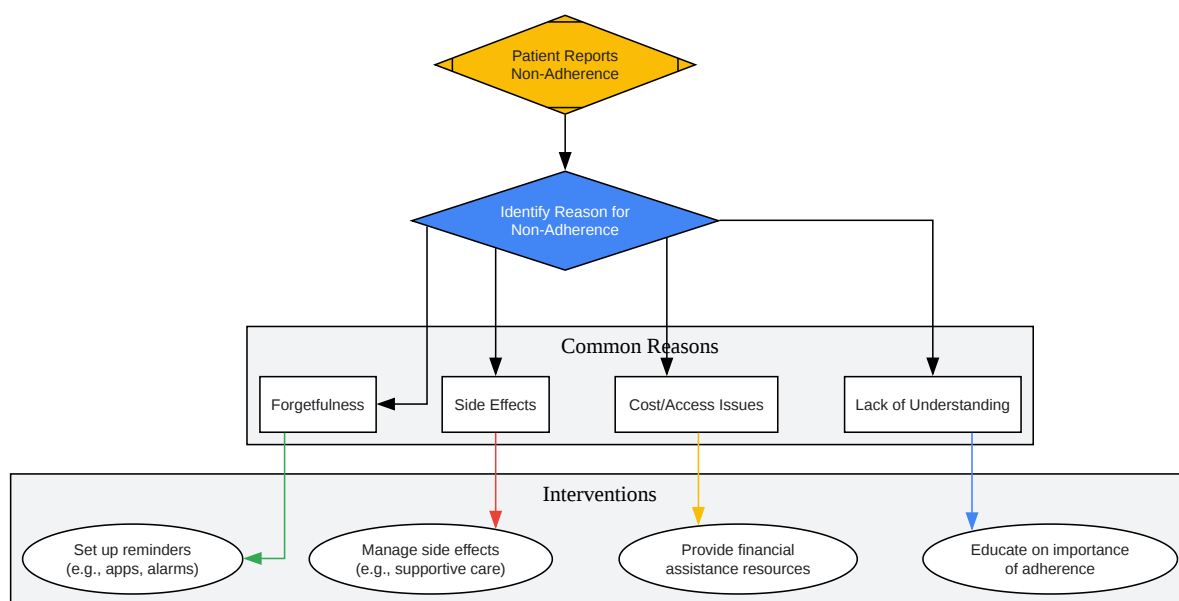 Patient Reports
Non-Adherence
Identify Reason for
Non-Adherence
Common Reasons
Forgetfulness
Side Effects
Cost/Access Issues
Lack of Understanding
Interventions
Set up reminders
(e.g., apps, alarms)
Manage side effects
(e.g., supportive care)
Provide financial
assistance resources
Educate on importance
of adherence